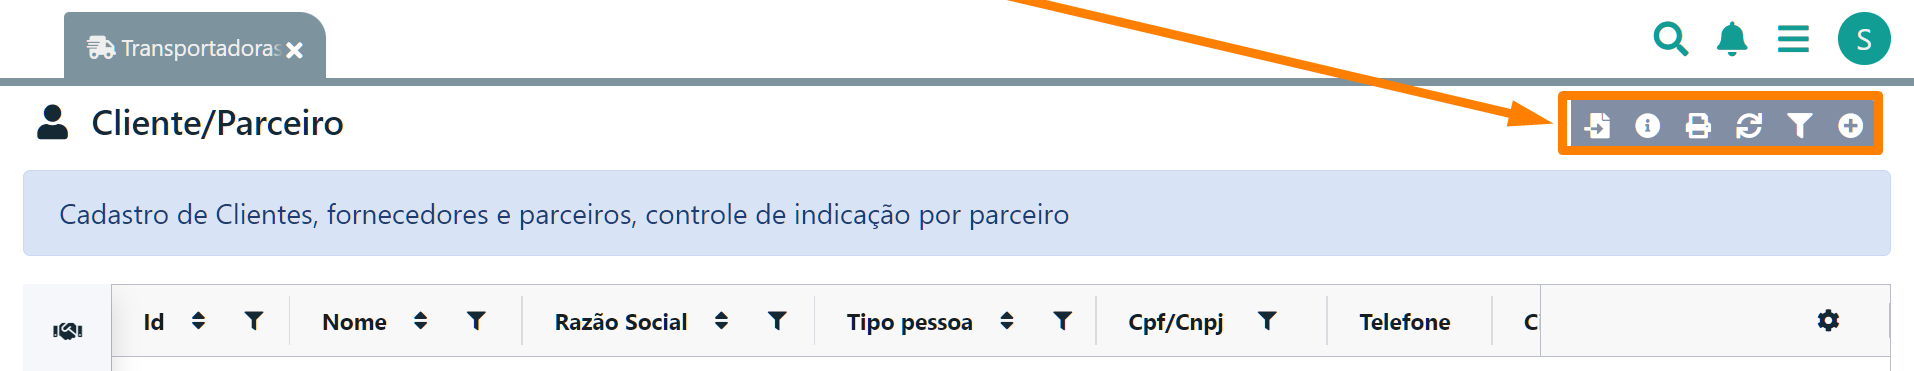 Transportadoras
S
Cliente/Parceiro
Cadastro de Clientes, fornecedores e parceiros, controle de indicação por parceiro
Id Nome Razão Social Tipo pessoa Cpf/Cnpj Telefone